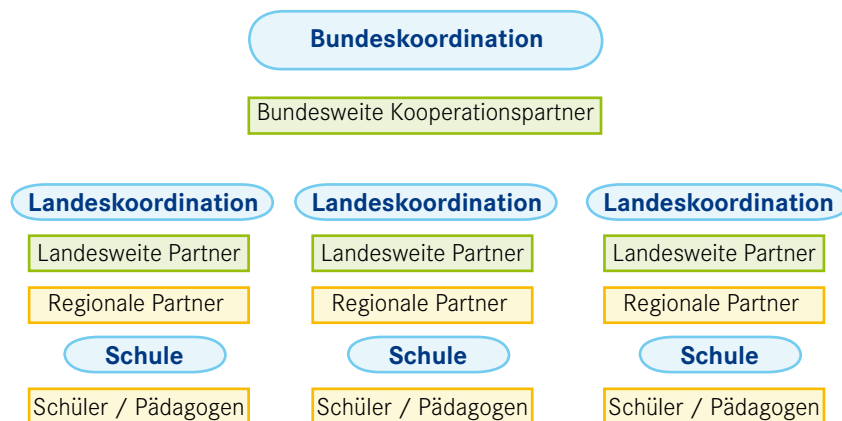 Bundeskoordination
Bundesweite Kooperationspartner
Landeskoordination Landeskoordination Landeskoordination
Landesweite Partner Landesweite Partner Landesweite Partner
Regionale Partner Regionale Partner Regionale Partner
Schule Schule Schule
Schüler / Pädagogen Schüler / Pädagogen Schüler / Pädagogen